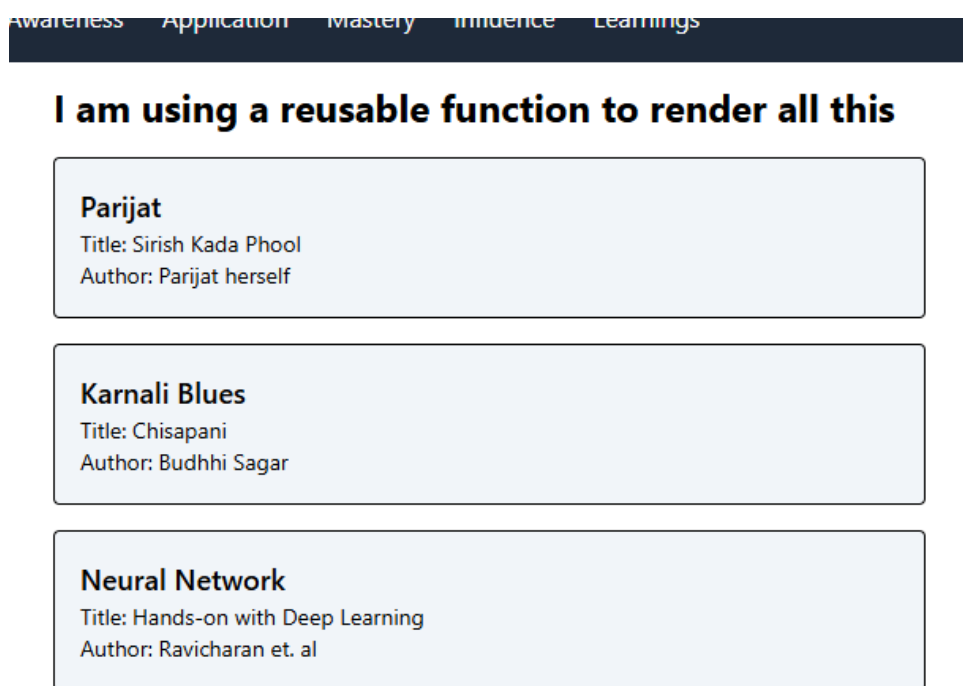 Awareness Application Mastery Influence Learnings
I am using a reusable function to render all this
Parijat
Title: Sirish Kada Phool
Author: Parijat herself
Karnali Blues
Title: Chisapani
Author: Budhhi Sagar
Neural Network
Title: Hands-on with Deep Learning
Author: Ravicharan et. al